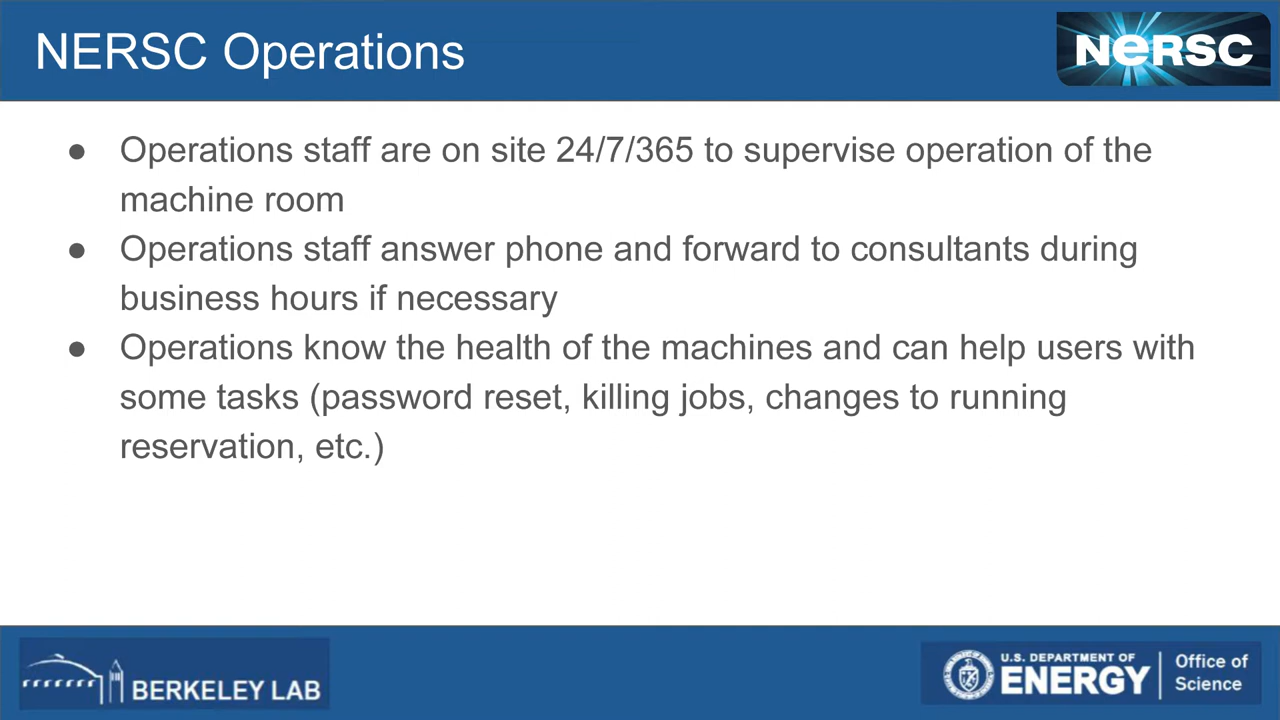 NERSC Operations
NERSC
● Operations staff are on site 24/7/365 to supervise operation of the
machine room
● Operations staff answer phone and forward to consultants during
business hours if necessary
● Operations know the health of the machines and can help users with
some tasks (password reset, killing jobs, changes to running
reservation, etc.)
BERKELEY LAB
U.S. DEPARTMENT OF
ENERGY
Office of
Science